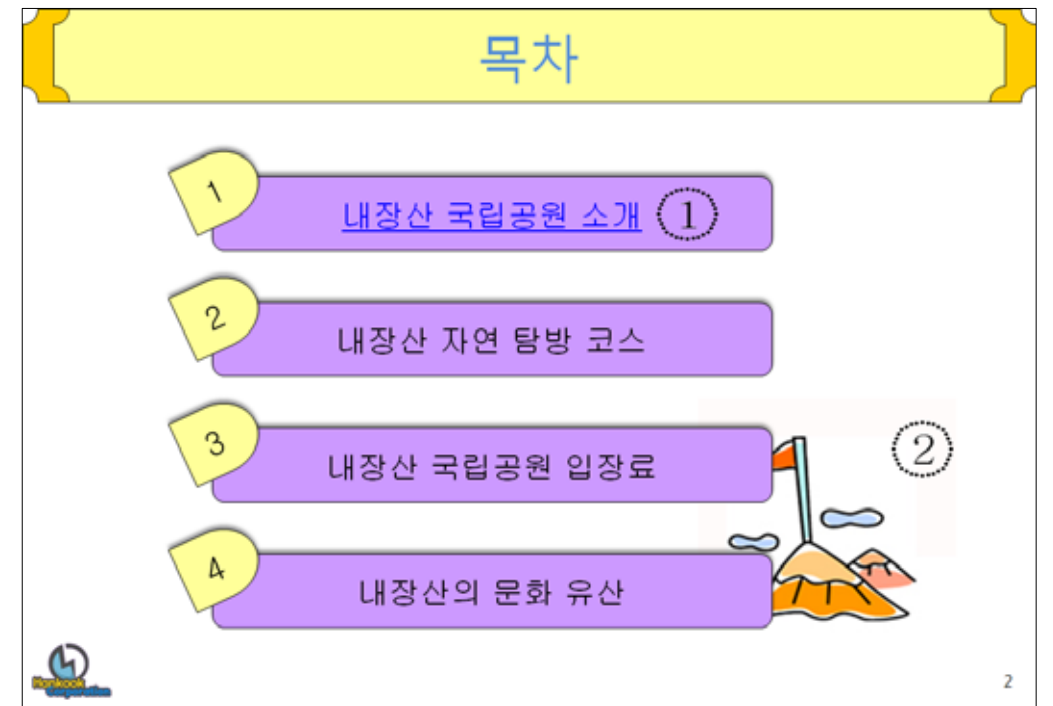 목차
1
내장산 국립공원 소개 ①
2
내장산 자연 탐방 코스
3
내장산 국립공원 입장료
②
4
내장산의 문화 유산
Honkook
Corporation
2